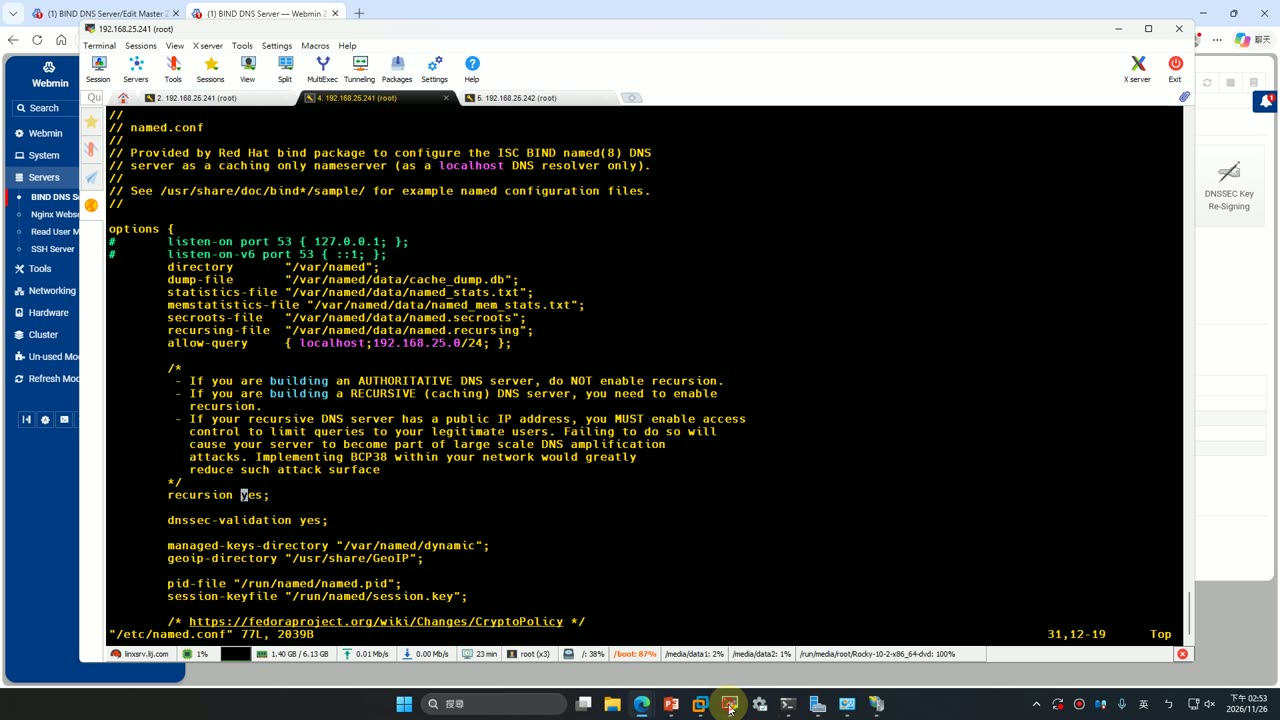 (1) BIND DNS Server/Edit Master
(1) BIND DNS Server — Webmin 2
聊天
192.168.25.241 (root)
Terminal Sessions View X server Tools Settings Macros Help
Session Servers Tools Sessions View Split MultiExec Tunneling Packages Settings Help X server Exit
Qu
2. 192.168.25.241 (root)
4. 192.168.25.241 (root)
5. 192.168.25.242 (root)
Webmin
Search
Webmin
System
Servers
BIND DNS Se
Nginx Webse
Read User M
SSH Server
Tools
Networking
Hardware
Cluster
Un-used Mo
Refresh Mod
DNSSEC Key
Re-Signing
//
// named.conf
//
// Provided by Red Hat bind package to configure the ISC BIND named(8) DNS
// server as a caching only nameserver (as a localhost DNS resolver only).
//
// See /usr/share/doc/bind*/sample/ for example named configuration files.
//
options {
#       listen-on port 53 { 127.0.0.1; };
#       listen-on-v6 port 53 { ::1; };
directory       "/var/named";
dump-file       "/var/named/data/cache_dump.db";
statistics-file "/var/named/data/named_stats.txt";
memstatistics-file "/var/named/data/named_mem_stats.txt";
secroots-file   "/var/named/data/named.secroots";
recursing-file  "/var/named/data/named.recursing";
allow-query     { localhost;192.168.25.0/24; };
/*
- If you are building an AUTHORITATIVE DNS server, do NOT enable recursion.
- If you are building a RECURSIVE (caching) DNS server, you need to enable
recursion.
- If your recursive DNS server has a public IP address, you MUST enable access
control to limit queries to your legitimate users. Failing to do so will
cause your server to become part of large scale DNS amplification
attacks. Implementing BCP38 within your network would greatly
reduce such attack surface
*/
recursion yes;
dnssec-validation yes;
managed-keys-directory "/var/named/dynamic";
geoip-directory "/usr/share/GeoIP";
pid-file "/run/named/named.pid";
session-keyfile "/run/named/session.key";
/* https://fedoraproject.org/wiki/Changes/CryptoPolicy */
"/etc/named.conf" 77L, 2039B 31,12-19 Top
linxsrv.lij.com 1% 1.40 GB / 6.13 GB 0.01 Mb/s 0.00 Mb/s 23 min root (x3) /: 38% /boot: 87% /media/data1: 2% /media/data2: 1% /run/media/root/Rocky-10-2-x86_64-dvd: 100%
搜尋
英
下午 02:53
2026/11/26